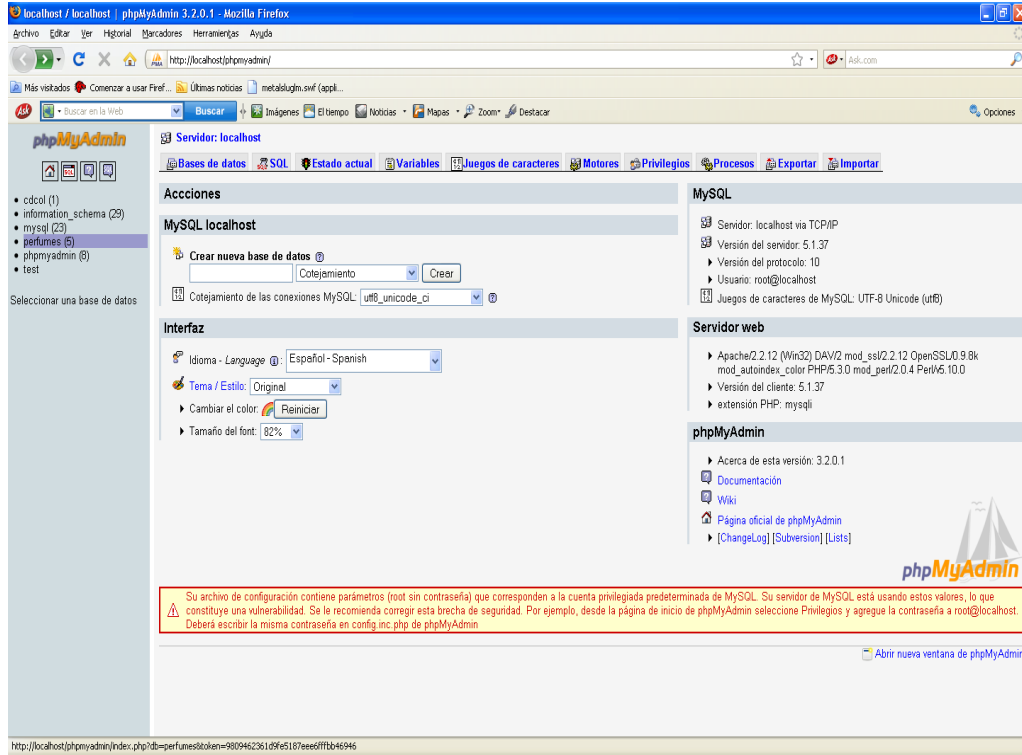 localhost / localhost | phpMyAdmin 3.2.0.1 - Mozilla Firefox
Archivo Editar Ver Historial Marcadores Herramientas Ayuda
http://localhost/phpmyadmin/
Ask.com
Más visitados Comenzar a usar Firef... Últimas noticias metalsluglm.swf (appli...
Ask Buscar en la Web Buscar Imágenes El tiempo Noticias Mapas Zoom Destacar Opciones
phpMyAdmin
cdcol (1)
information_schema (29)
mysql (23)
perfumes (5)
phpmyadmin (8)
test
Seleccionar una base de datos
Servidor: localhost
Bases de datos SQL Estado actual Variables Juegos de caracteres Motores Privilegios Procesos Exportar Importar
Accciones
MySQL localhost
Crear nueva base de datos
Cotejamiento Crear
Cotejamiento de las conexiones MySQL: utf8_unicode_ci
Interfaz
Idioma - Language : Español - Spanish
Tema / Estilo: Original
Cambiar el color: Reiniciar
Tamaño del font: 82%
MySQL
Servidor: localhost via TCP/IP
Versión del servidor: 5.1.37
Versión del protocolo: 10
Usuario: root@localhost
Juegos de caracteres de MySQL: UTF-8 Unicode (utf8)
Servidor web
Apache/2.2.12 (Win32) DAV/2 mod_ssl/2.2.12 OpenSSL/0.9.8k
mod_autoindex_color PHP/5.3.0 mod_perl/2.0.4 Perl/v5.10.0
Versión del cliente: 5.1.37
extensión PHP: mysqli
phpMyAdmin
Acerca de esta versión: 3.2.0.1
Documentación
Wiki
Página oficial de phpMyAdmin
[ChangeLog] [Subversion] [Lists]
phpMyAdmin
Su archivo de configuración contiene parámetros (root sin contraseña) que corresponden a la cuenta privilegiada predeterminada de MySQL. Su servidor de MySQL está usando estos valores, lo que
constituye una vulnerabilidad. Se le recomienda corregir esta brecha de seguridad. Por ejemplo, desde la página de inicio de phpMyAdmin seleccione Privilegios y agregue la contraseña a root@localhost.
Deberá escribir la misma contraseña en config.inc.php de phpMyAdmin
Abrir nueva ventana de phpMyAdmin
http://localhost/phpmyadmin/index.php?db=perfumes&token=9809462361d9fe5187eee6fffbb46946